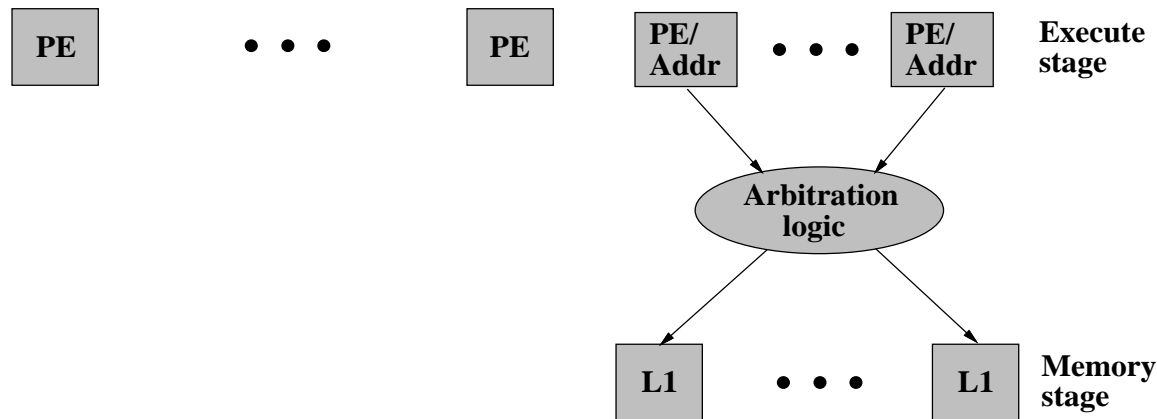 PE
PE
PE/
Addr
PE/
Addr
Execute
stage
Arbitration
logic
L1
L1
Memory
stage